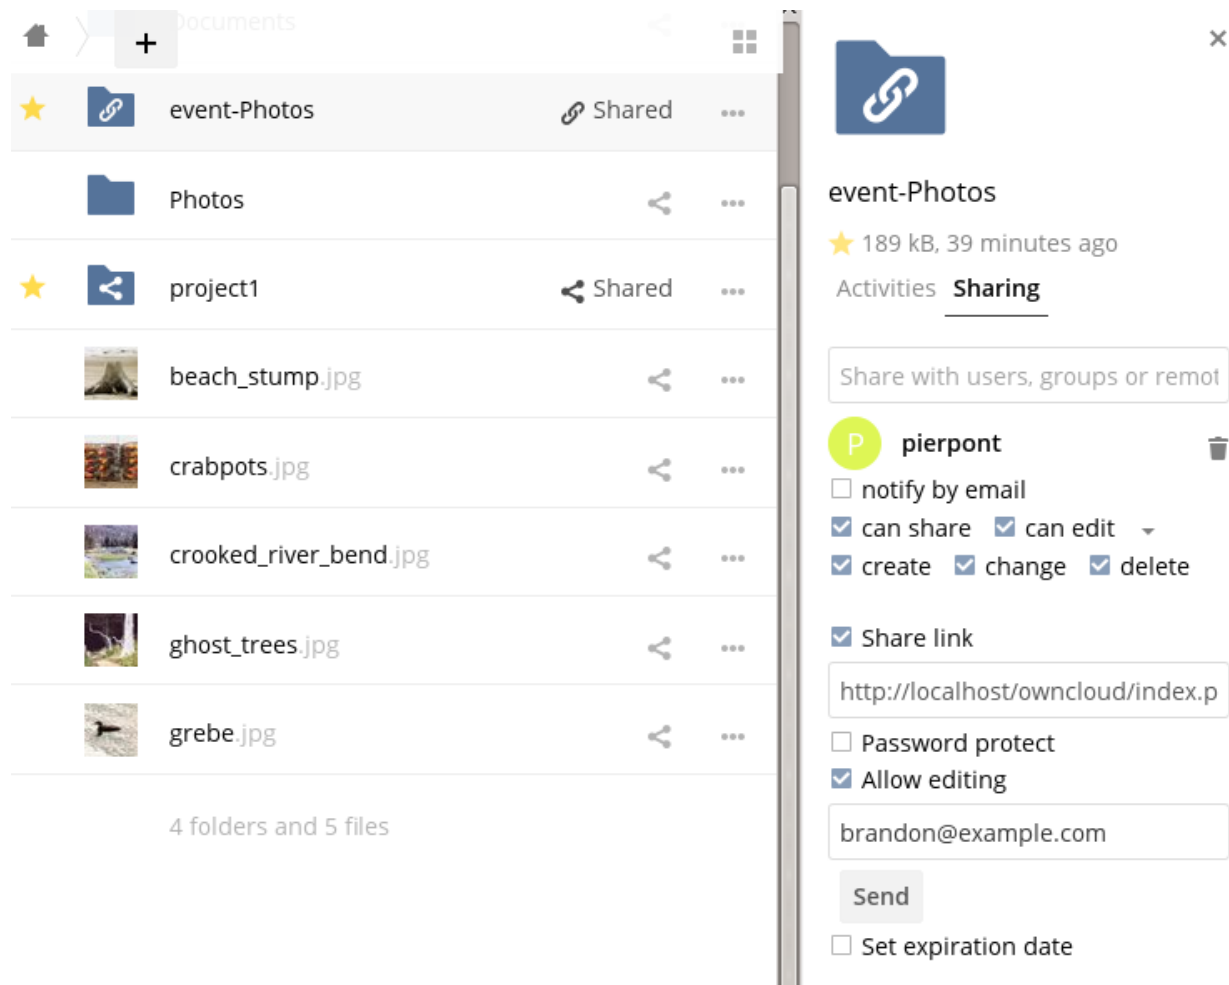 Documents
+
event-Photos Shared
Photos
project1 Shared
beach_stump.jpg
crabpots.jpg
crooked_river_bend.jpg
ghost_trees.jpg
grebe.jpg
4 folders and 5 files
event-Photos
189 kB, 39 minutes ago
Activities Sharing
Share with users, groups or remot
P pierpont
notify by email
can share can edit
create change delete
Share link
http://localhost/owncloud/index.p
Password protect
Allow editing
brandon@example.com
Send
Set expiration date